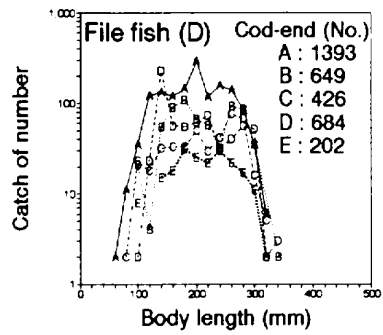 File fish (D)
Cod-end (No.)
A : 1393
B : 649
C : 426
D : 684
E : 202
Catch of number
1.000
100
10
1
0
100
200
300
400
500
Body length (mm)